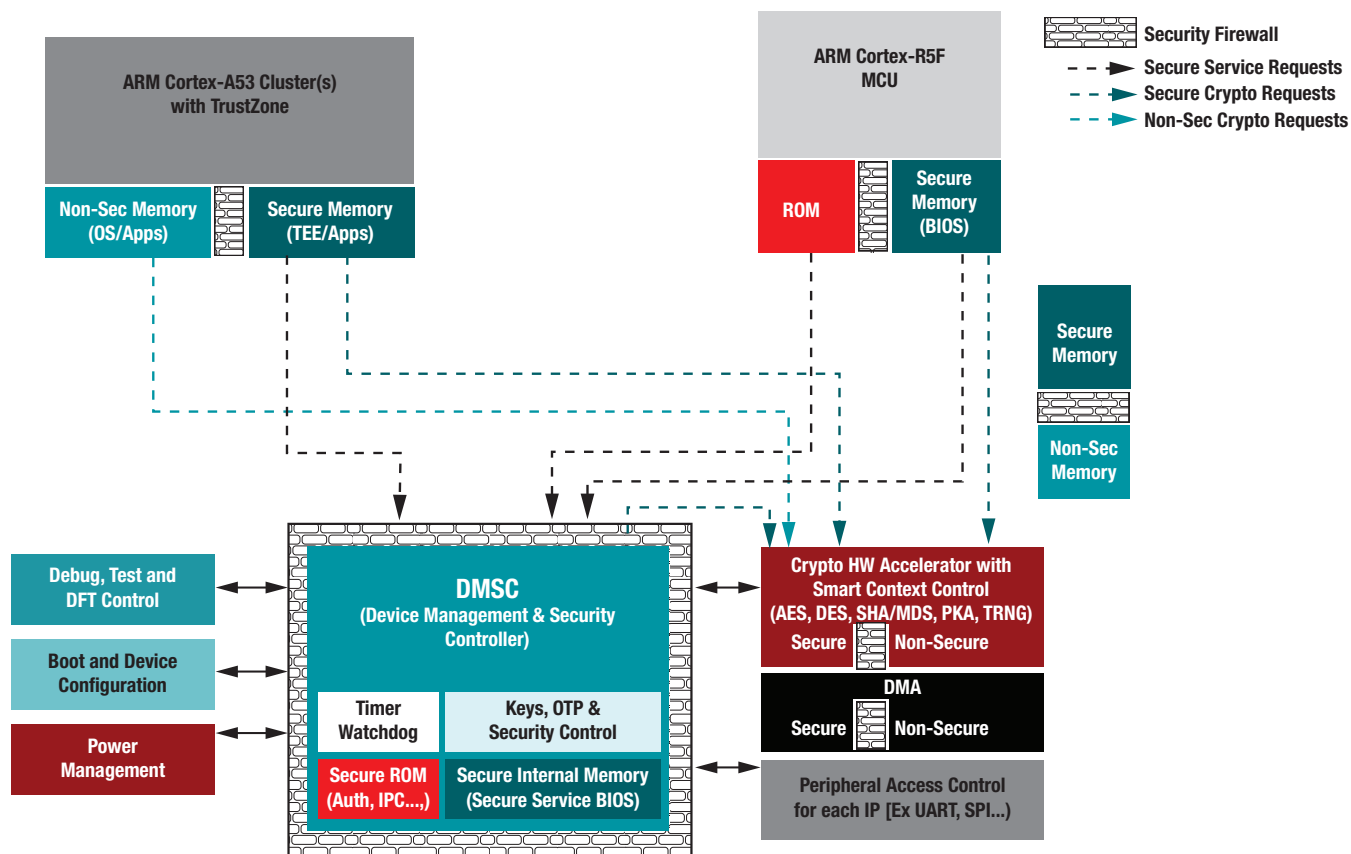 ARM Cortex-A53 Cluster(s)
with TrustZone
Non-Sec Memory
(OS/Apps)
Secure Memory
(TEE/Apps)
ARM Cortex-R5F
MCU
ROM
Secure
Memory
(BIOS)
Security Firewall
Secure Service Requests
Secure Crypto Requests
Non-Sec Crypto Requests
Secure
Memory
Non-Sec
Memory
Debug, Test and
DFT Control
Boot and Device
Configuration
Power
Management
DMSC
(Device Management & Security
Controller)
Timer
Watchdog
Keys, OTP &
Security Control
Secure ROM
(Auth, IPC...,)
Secure Internal Memory
(Secure Service BIOS)
Crypto HW Accelerator with
Smart Context Control
(AES, DES, SHA/MDS, PKA, TRNG)
Secure Non-Secure
DMA
Secure Non-Secure
Peripheral Access Control
for each IP [Ex UART, SPI...)